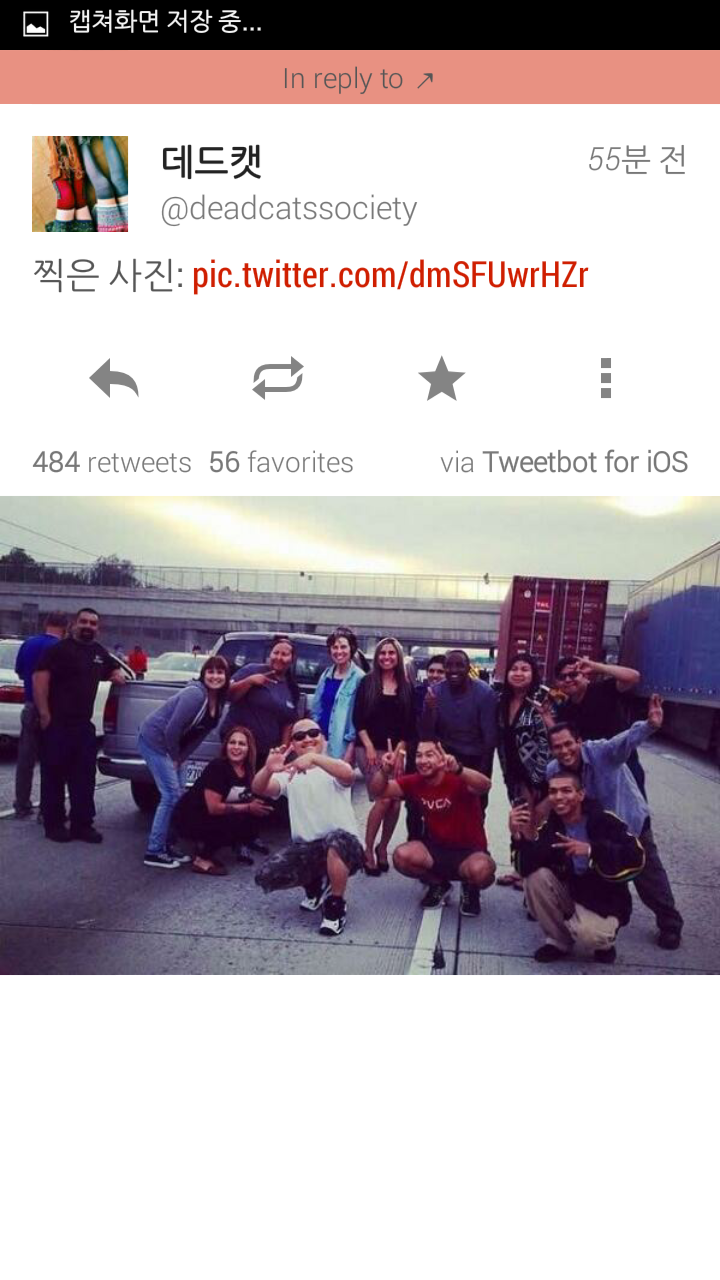 캡쳐화면 저장 중...
In reply to ↗
데드캣
55분 전
@deadcatssociety
찍은 사진: pic.twitter.com/dmSFUwrHZr
484 retweets 56 favorites via Tweetbot for iOS
RVCA